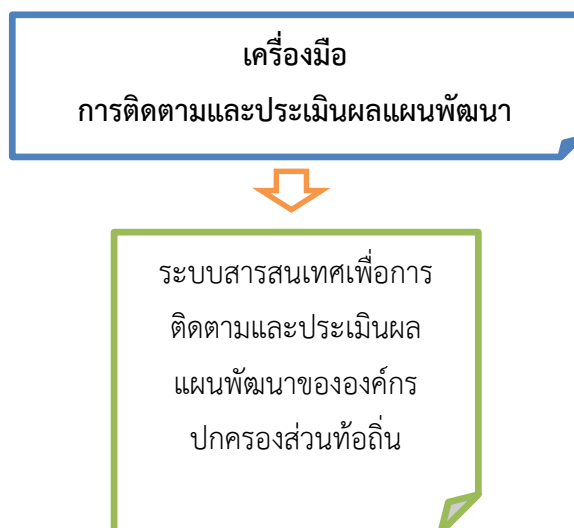 เครื่องมือ
การติดตามและประเมินผลแผนพัฒนา
ระบบสารสนเทศเพื่อการ
ติดตามและประเมินผล
แผนพัฒนาขององค์กร
ปกครองส่วนท้อถิ่น